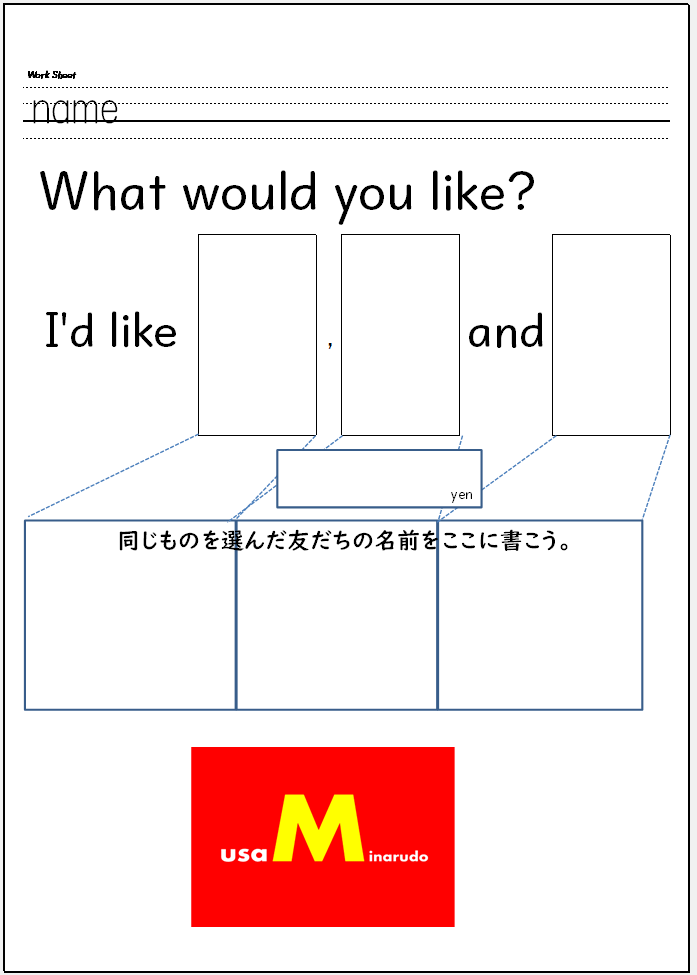 Work Sheet
name
What would you like?
I'd like , and
yen
同じものを選んだ友だちの名前をここに書こう。
usa M inarudo